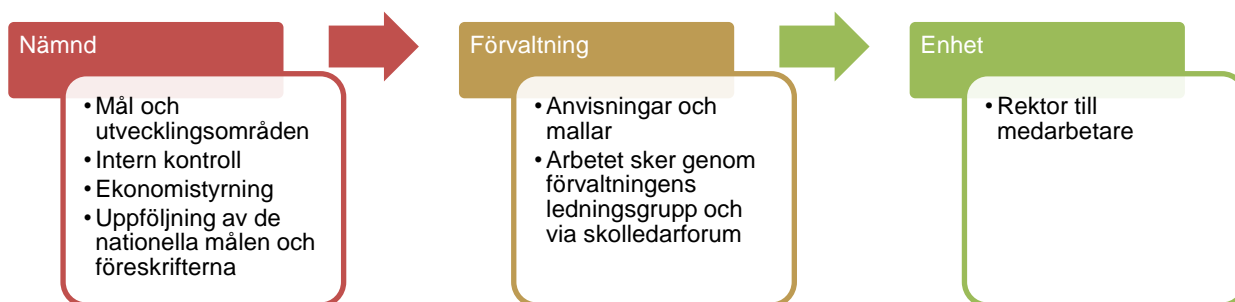 Nämnd
• Mål och
utvecklingsområden
• Intern kontroll
• Ekonomistyrning
• Uppföljning av de
nationella målen och
föreskrifterna
Förvaltning
• Anvisningar och
mallar
• Arbetet sker genom
förvaltningens
ledningsgrupp och
via skolledarforum
Enhet
• Rektor till
medarbetare